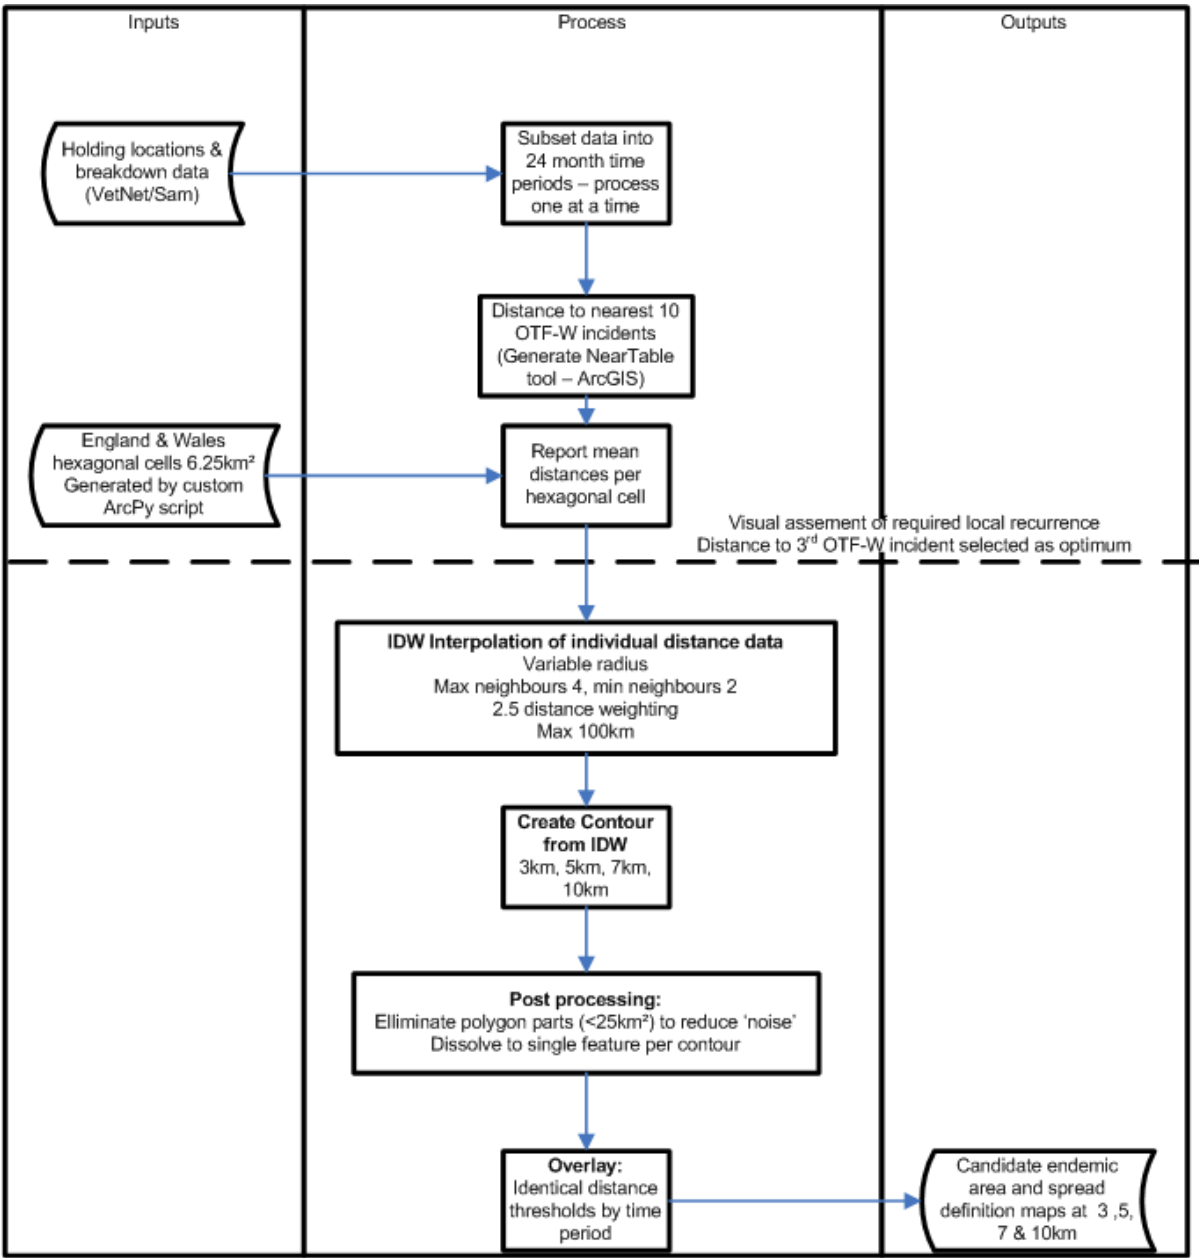 Inputs
Process
Outputs
Holding locations &
breakdown data
(VetNet/Sam)
Subset data into
24 month time
periods – process
one at a time
Distance to nearest 10
OTF-W incidents
(Generate NearTable
tool – ArcGIS)
England & Wales
hexagonal cells 6.25km²
Generated by custom
ArcPy script
Report mean
distances per
hexagonal cell
Visual assement of required local recurrence
Distance to 3rd OTF-W incident selected as optimum
IDW Interpolation of individual distance data
Variable radius
Max neighbours 4, min neighbours 2
2.5 distance weighting
Max 100km
Create Contour
from IDW
3km, 5km, 7km,
10km
Post processing:
Elliminate polygon parts (<25km²) to reduce ‘noise’
Dissolve to single feature per contour
Overlay:
Identical distance
thresholds by time
period
Candidate endemic
area and spread
definition maps at 3 ,5,
7 & 10km